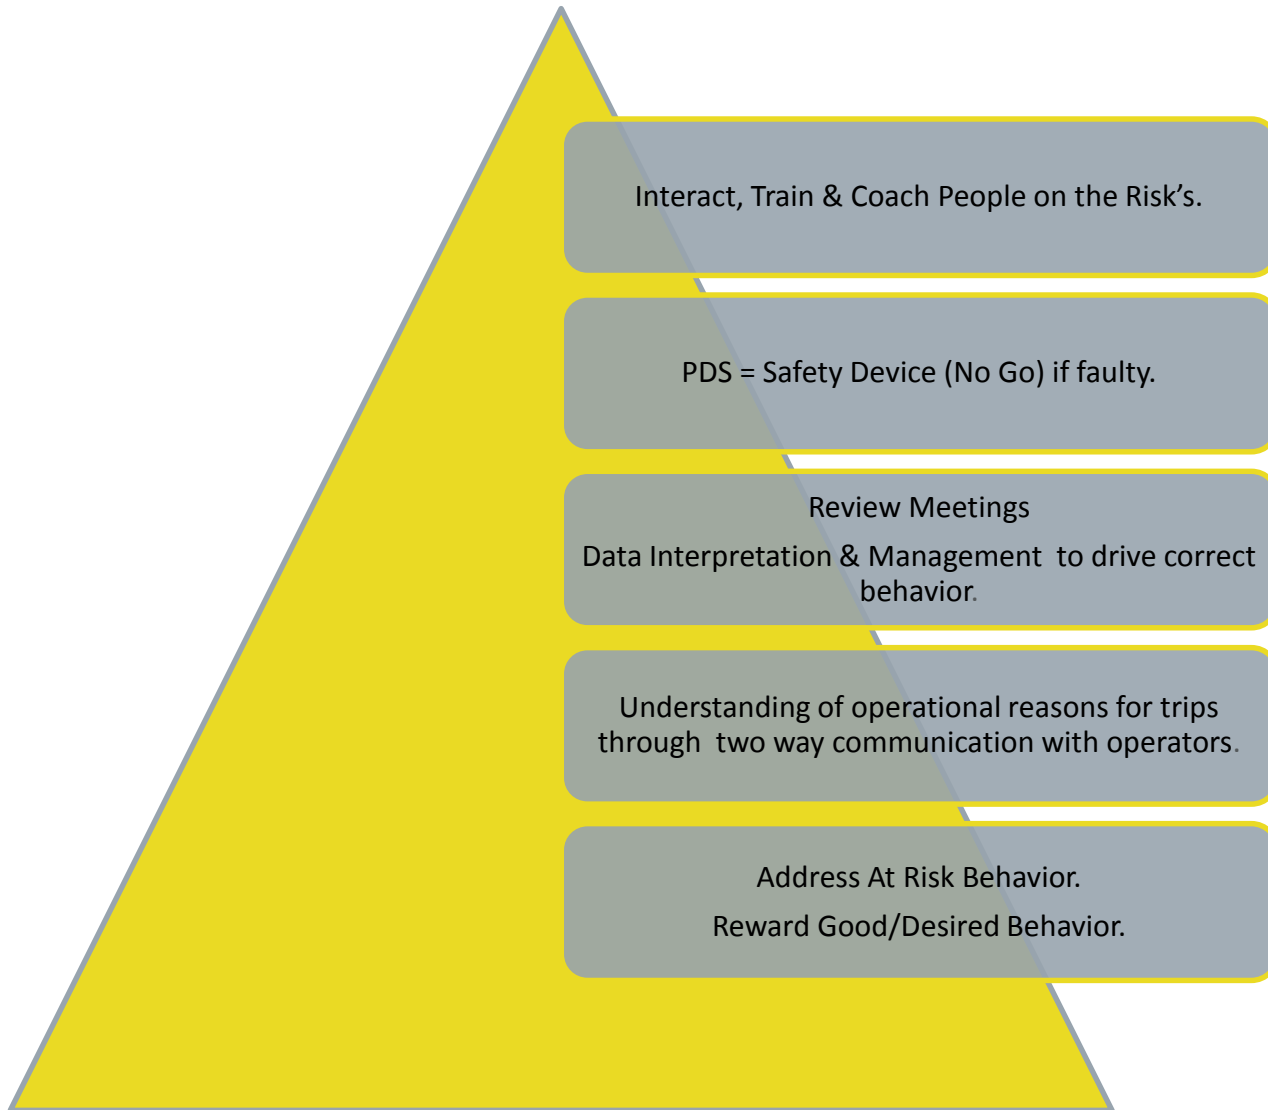 Interact, Train & Coach People on the Risk’s.
PDS = Safety Device (No Go) if faulty.
Review Meetings
Data Interpretation & Management  to drive correct
behavior.
Understanding of operational reasons for trips
through  two way communication with operators.
Address At Risk Behavior.
Reward Good/Desired Behavior.